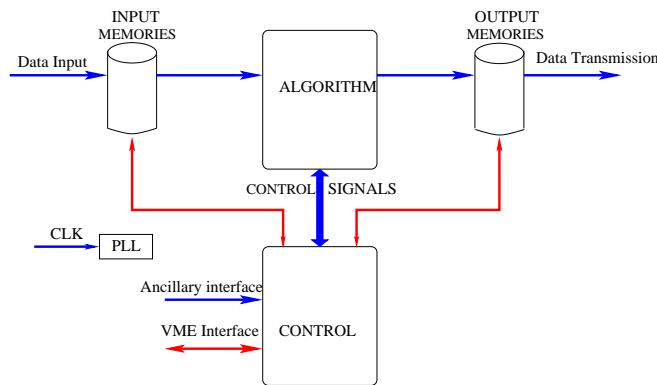 INPUT
MEMORIES
OUTPUT
MEMORIES
Data Input
ALGORITHM
Data Transmission
CONTROL SIGNALS
CLK
PLL
Ancillary interface
VME Interface
CONTROL